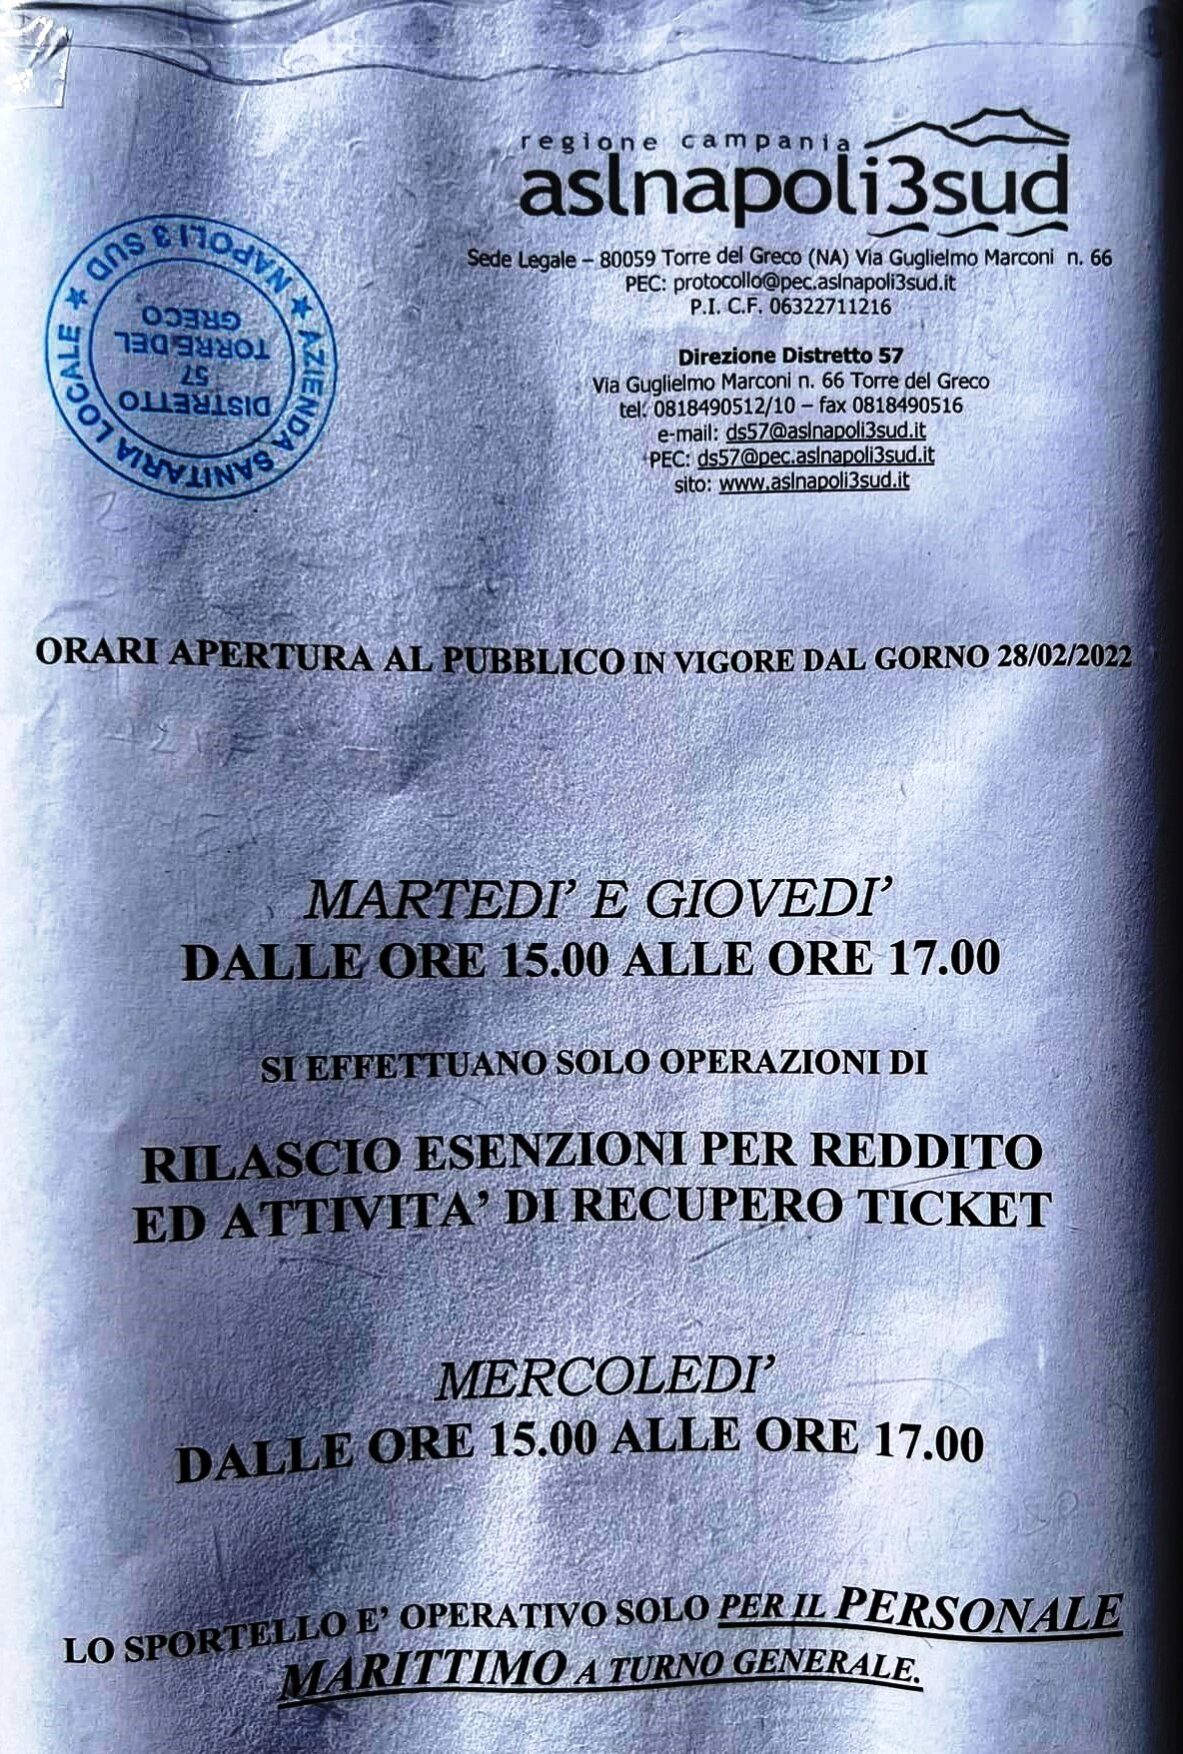 regione campania
aslnapoli3sud
Sede Legale – 80059 Torre del Greco (NA) Via Guglielmo Marconi n. 66
PEC: protocollo@pec.aslnapoli3sud.it
P.I. C.F. 06322711216
Direzione Distretto 57
Via Guglielmo Marconi n. 66 Torre del Greco
tel. 0818490512/10 – fax 0818490516
e-mail: ds57@aslnapoli3sud.it
PEC: ds57@pec.aslnapoli3sud.it
sito: www.aslnapoli3sud.it
★ AZIENDA SANITARIA LOCALE ★ NAPOLI 3 SUD
DISTRETTO
57
TORRE DEL
GRECO
ORARI APERTURA AL PUBBLICO IN VIGORE DAL GORNO 28/02/2022
MARTEDI’ E GIOVEDI’
DALLE ORE 15.00 ALLE ORE 17.00
SI EFFETTUANO SOLO OPERAZIONI DI
RILASCIO ESENZIONI PER REDDITO
ED ATTIVITA’ DI RECUPERO TICKET
MERCOLEDI’
DALLE ORE 15.00 ALLE ORE 17.00
LO SPORTELLO E’ OPERATIVO SOLO PER IL PERSONALE
MARITTIMO A TURNO GENERALE.